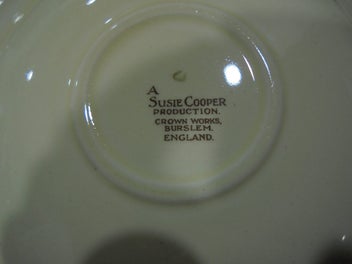 A
SUSIE COOPER
PRODUCTION.
CROWN WORKS,
BURSLEM.
ENGLAND.